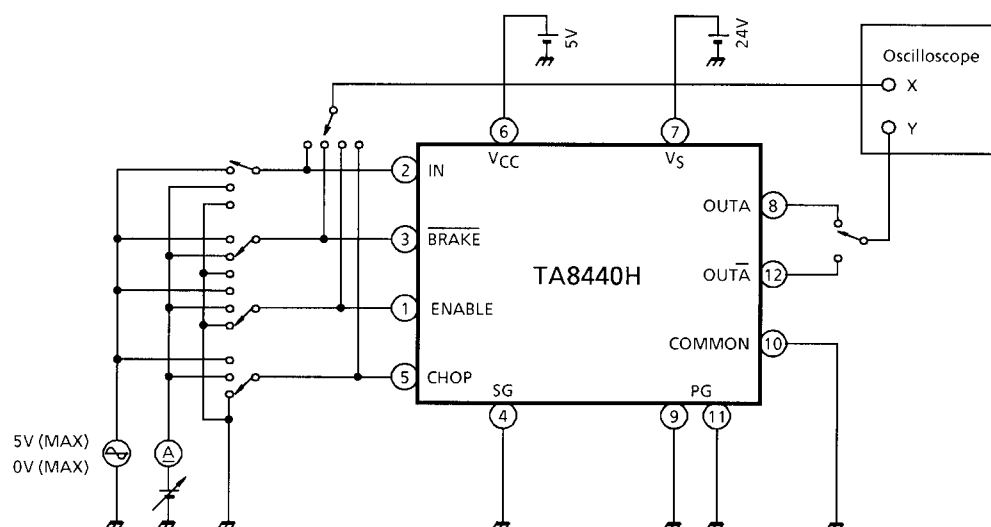 5V
24V
Oscilloscope
X
Y
6
7
VCC
VS
2
IN
OUTA
8
3
B̅R̅A̅K̅E̅
TA8440H
OUTA̅
12
1
ENABLE
COMMON
10
5
CHOP
SG
PG
4
9
11
5V (MAX)
0V (MAX)
A